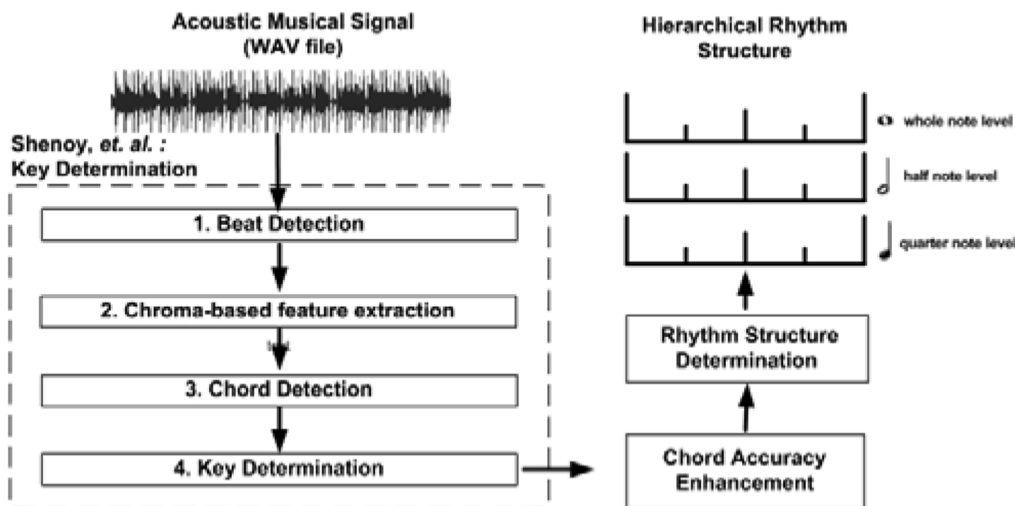 Acoustic Musical Signal
(WAV file)
Shenoy, et. al. :
Key Determination
1. Beat Detection
2. Chroma-based feature extraction
3. Chord Detection
4. Key Determination
Hierarchical Rhythm
Structure
whole note level
half note level
quarter note level
Rhythm Structure
Determination
Chord Accuracy
Enhancement